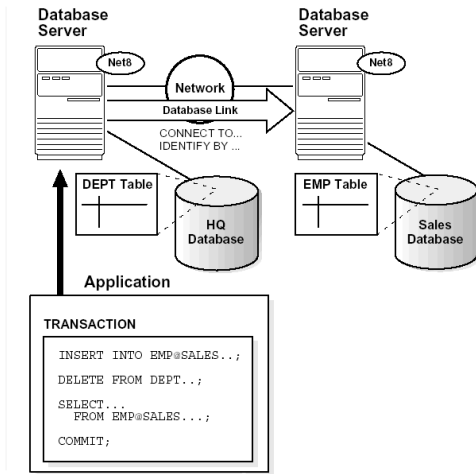 Database
Server
Database
Server
Net8
Net8
Network
Database Link
CONNECT TO...
IDENTIFY BY ...
DEPT Table
EMP Table
HQ
Database
Sales
Database
Application
TRANSACTION
INSERT INTO EMP@SALES..;
DELETE FROM DEPT..;
SELECT...
FROM EMP@SALES...;
COMMIT;